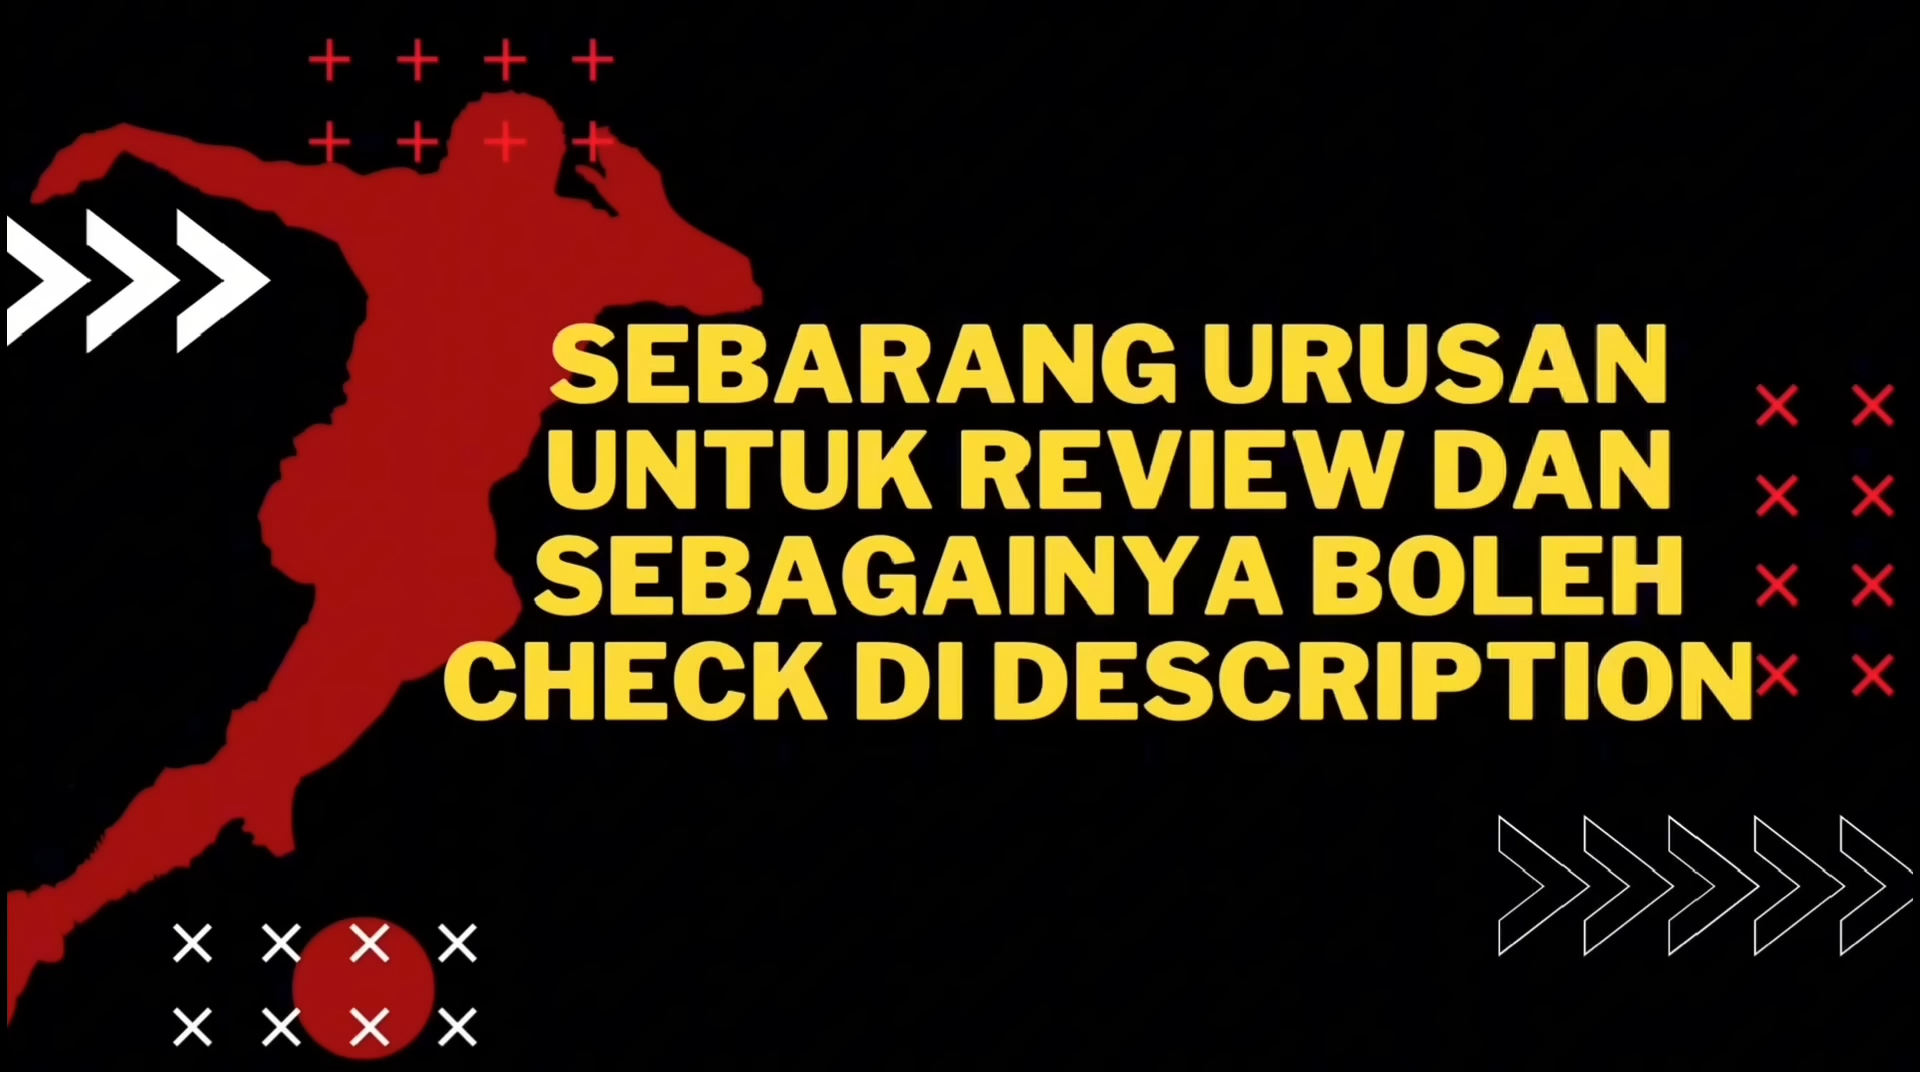 SEBARANG URUSAN
UNTUK REVIEW DAN
SEBAGAINYA BOLEH
CHECK DI DESCRIPTION